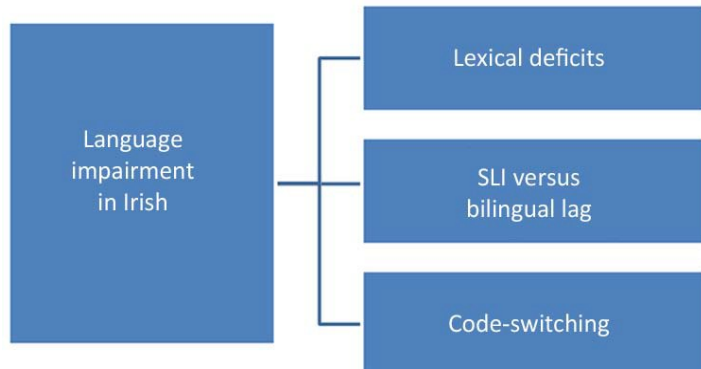 Language
impairment
in Irish
Lexical deficits
SLI versus
bilingual lag
Code-switching